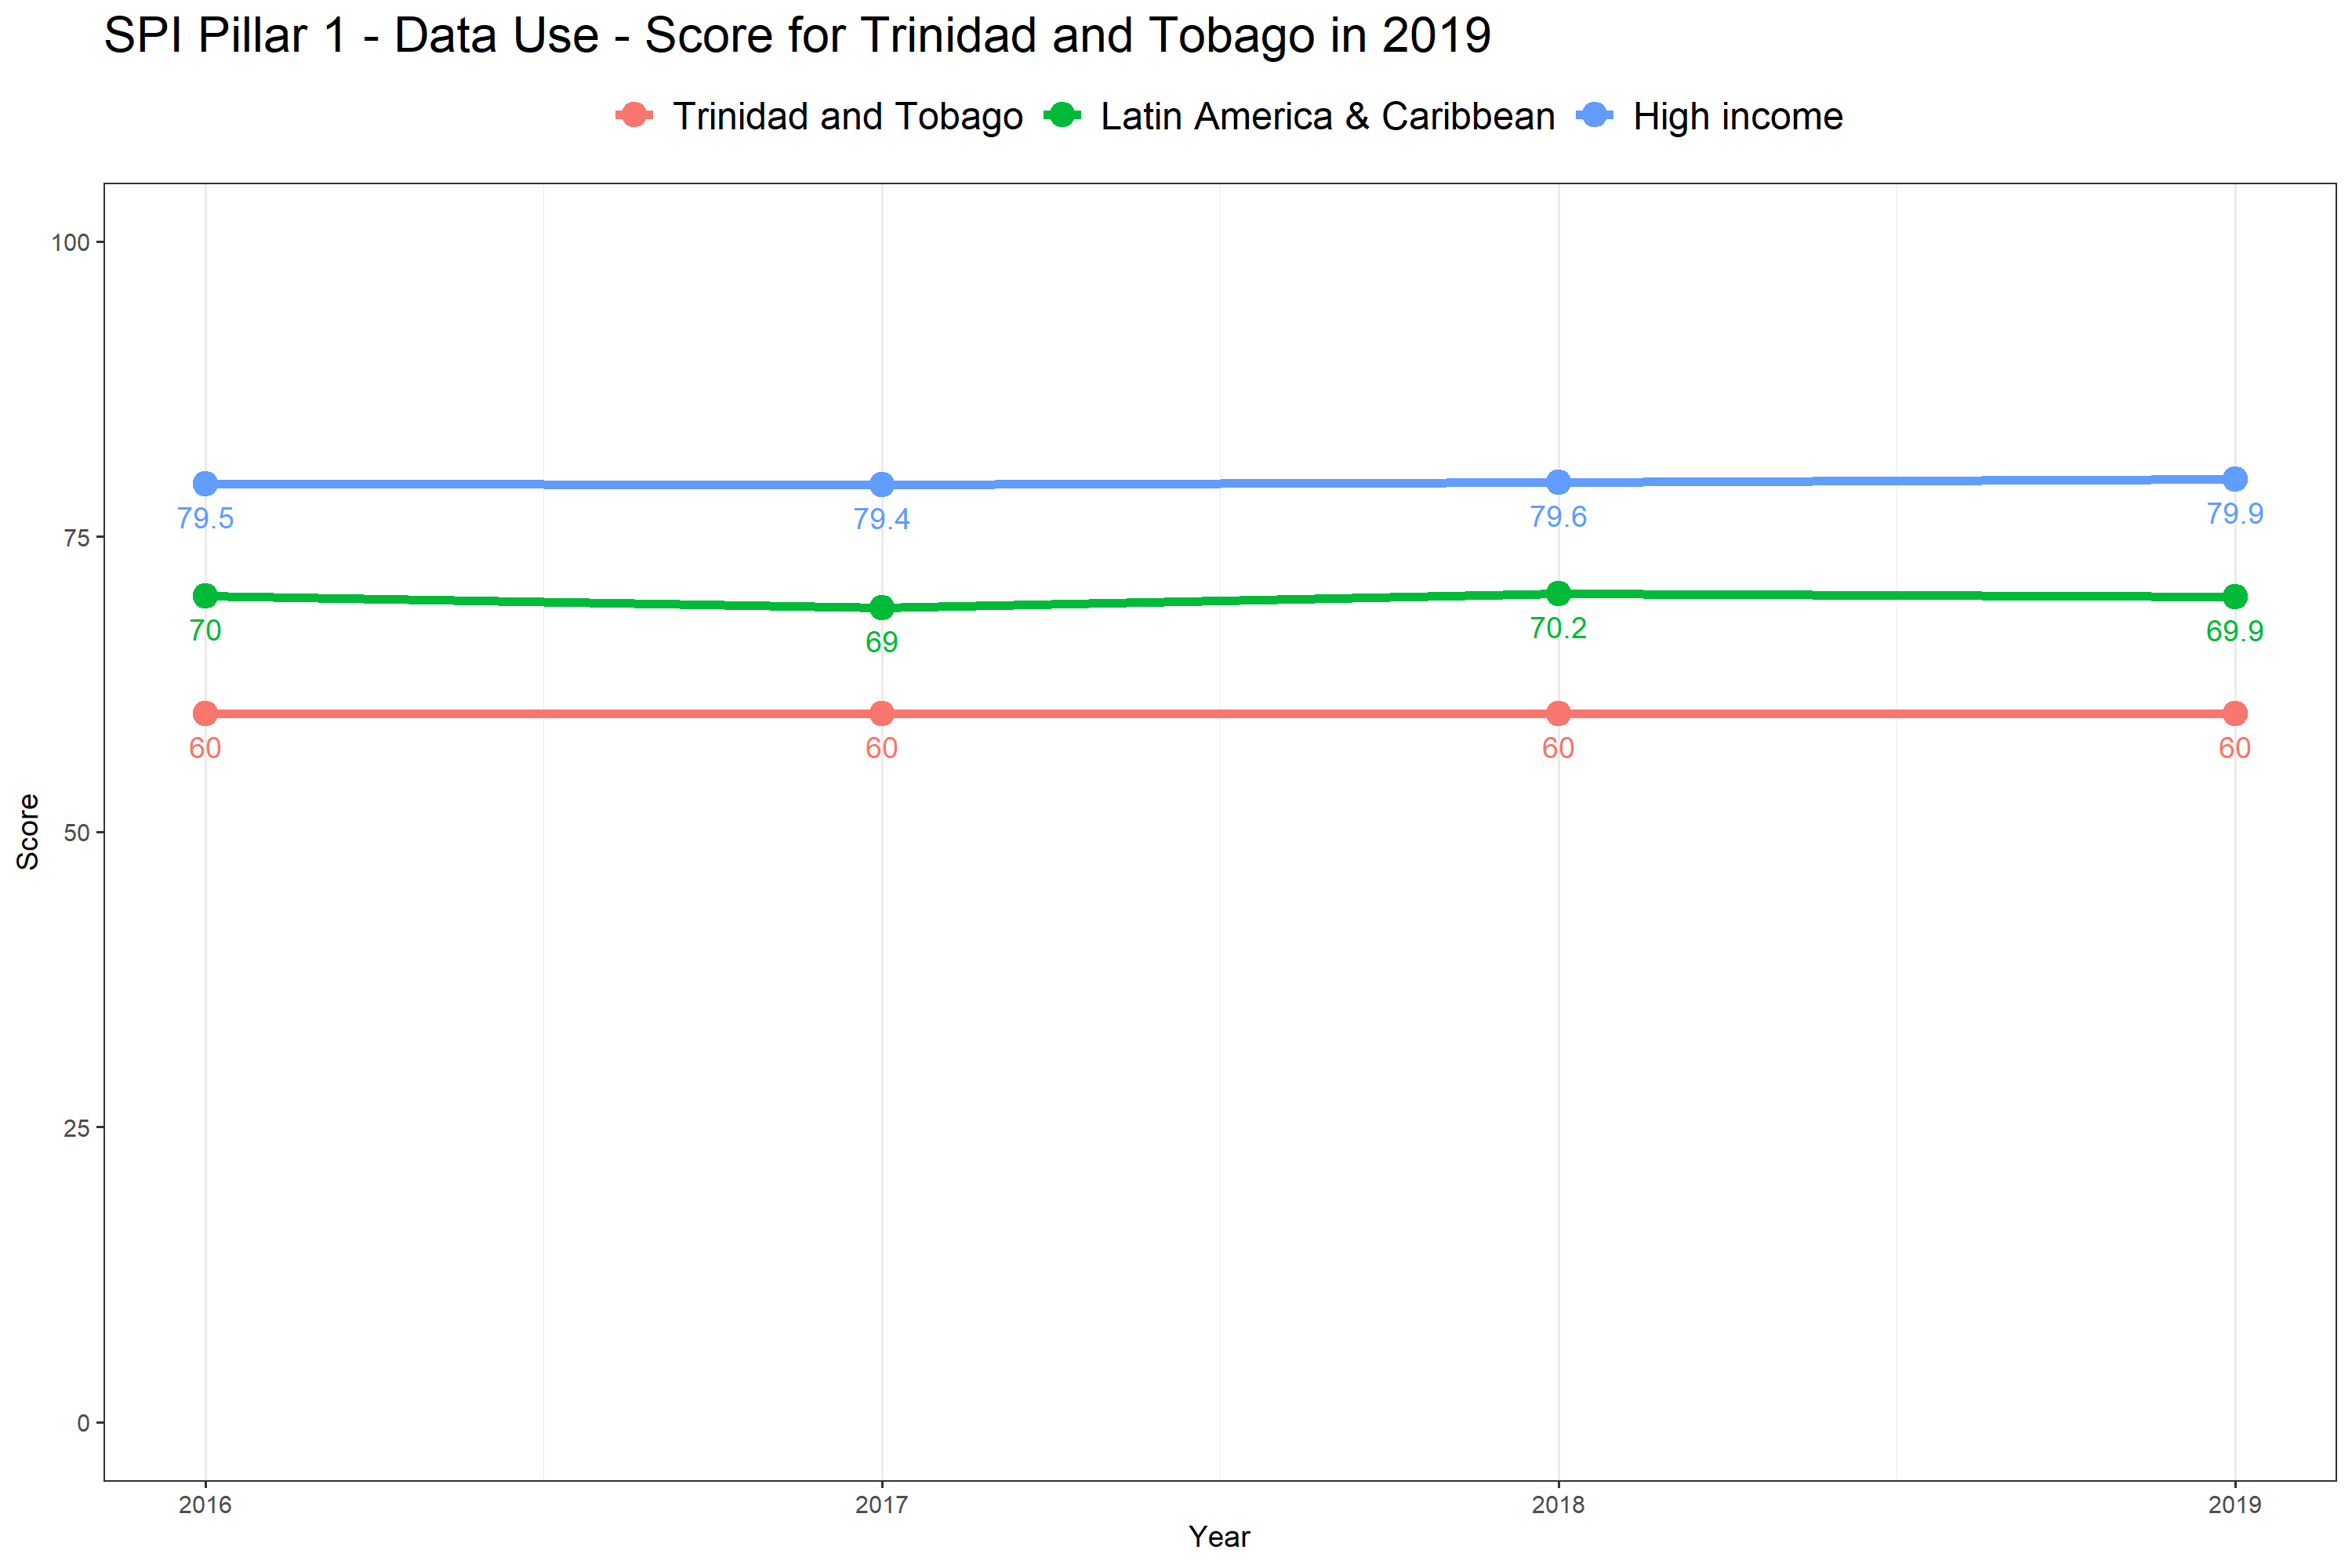 SPI Pillar 1 - Data Use - Score for Trinidad and Tobago in 2019
Trinidad and Tobago Latin America & Caribbean High income
100
75
50
25
0
Score
79.5 79.4 79.6 79.9
70 69 70.2 69.9
60 60 60 60
2016 2017 2018 2019
Year